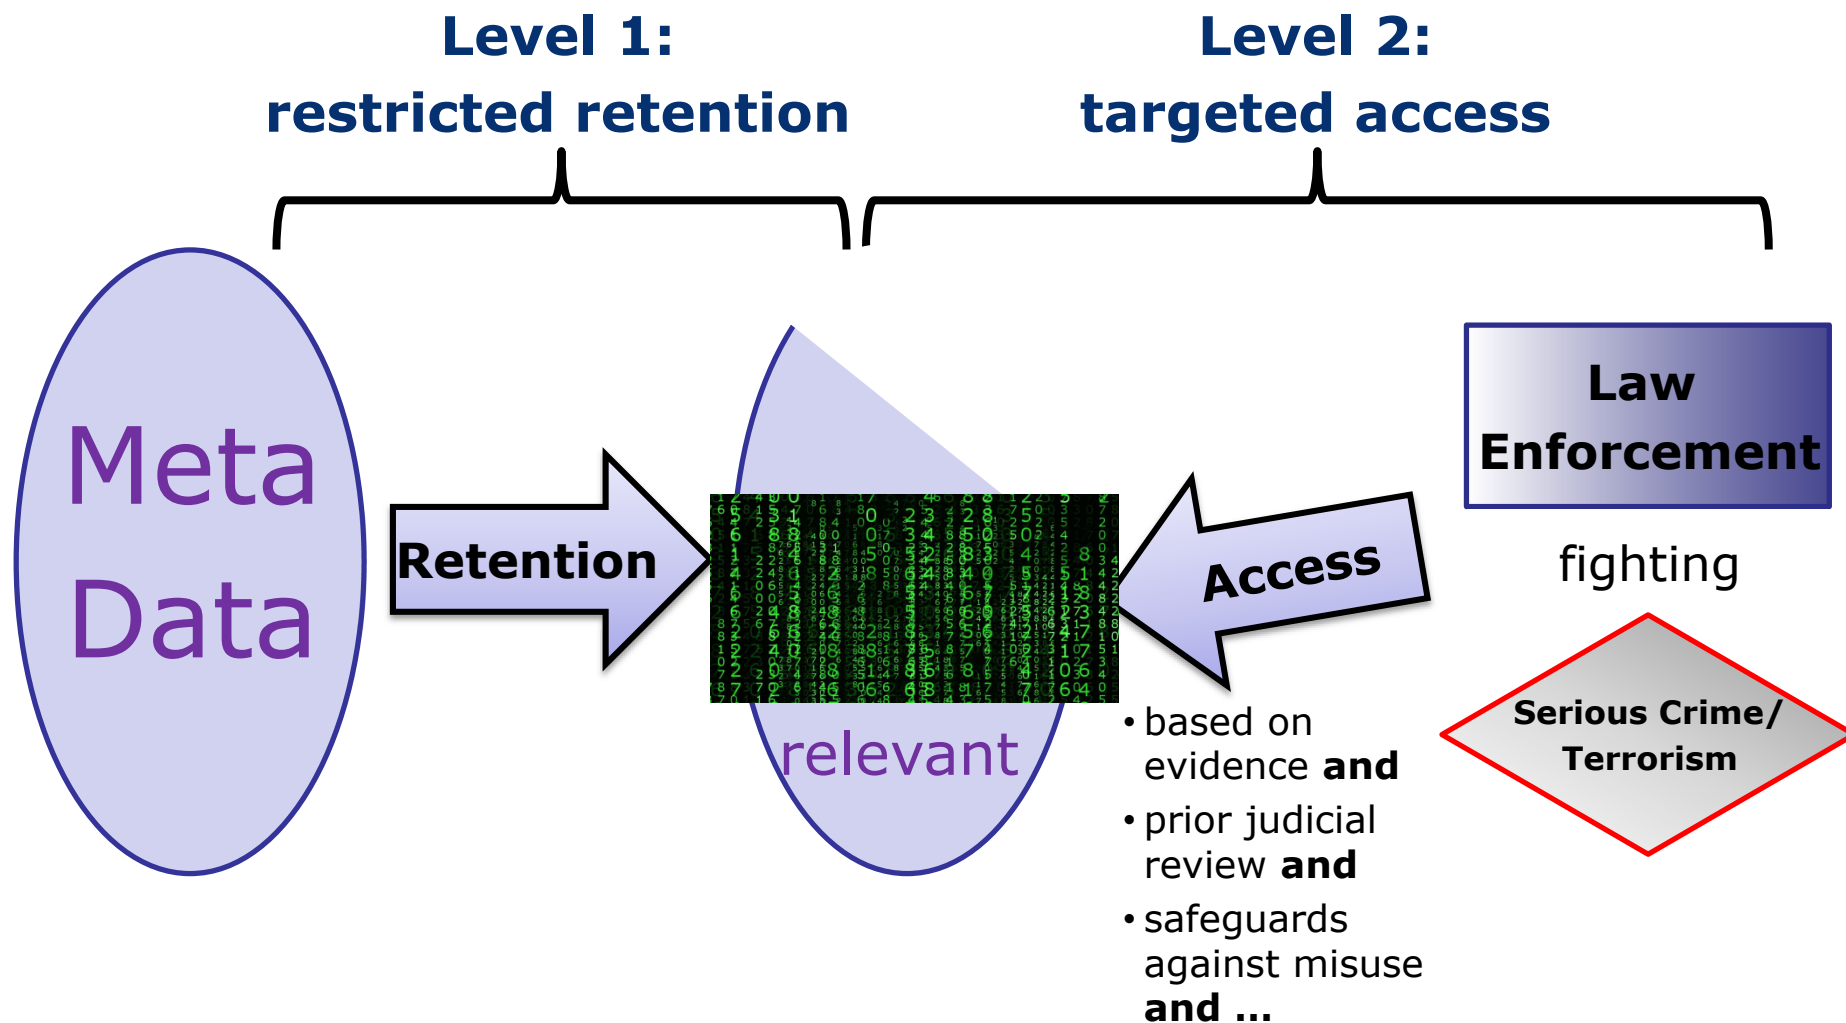 Level 1:
restricted retention
Level 2:
targeted access
Meta
Data
Retention
relevant
Access
• based on
evidence and
• prior judicial
review and
• safeguards
against misuse
and ...
Law
Enforcement
fighting
Serious Crime/
Terrorism